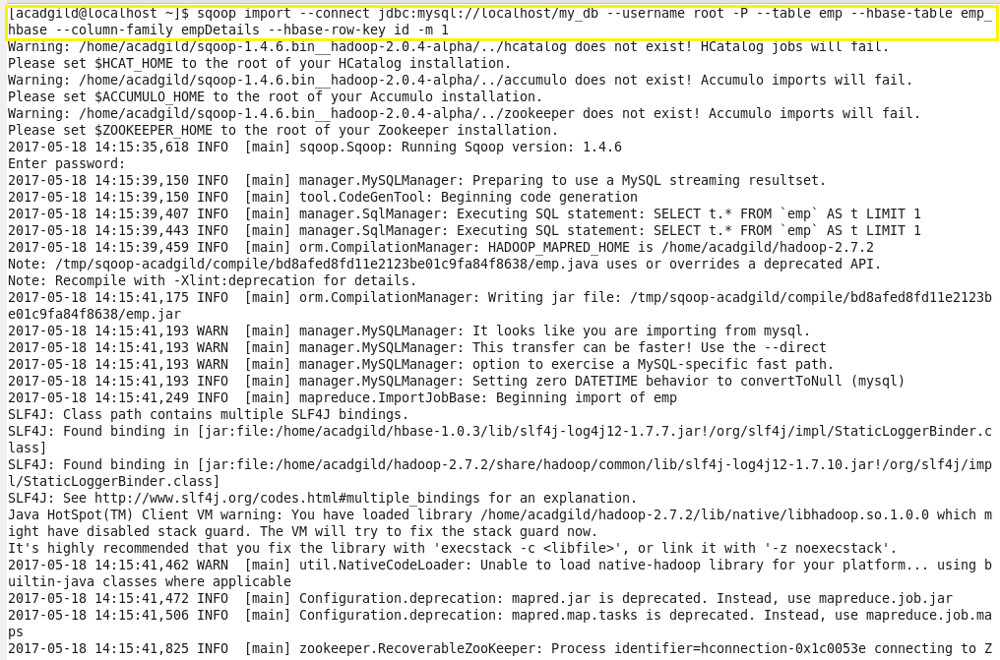 [acadgild@localhost ~]$ sqoop import --connect jdbc:mysql://localhost/my_db --username root -P --table emp --hbase-table emp_
hbase --column-family empDetails --hbase-row-key id -m 1
Warning: /home/acadgild/sqoop-1.4.6.bin__hadoop-2.0.4-alpha/../hcatalog does not exist! HCatalog jobs will fail.
Please set $HCAT_HOME to the root of your HCatalog installation.
Warning: /home/acadgild/sqoop-1.4.6.bin__hadoop-2.0.4-alpha/../accumulo does not exist! Accumulo imports will fail.
Please set $ACCUMULO_HOME to the root of your Accumulo installation.
Warning: /home/acadgild/sqoop-1.4.6.bin__hadoop-2.0.4-alpha/../zookeeper does not exist! Accumulo imports will fail.
Please set $ZOOKEEPER_HOME to the root of your Zookeeper installation.
2017-05-18 14:15:35,618 INFO  [main] sqoop.Sqoop: Running Sqoop version: 1.4.6
Enter password:
2017-05-18 14:15:39,150 INFO  [main] manager.MySQLManager: Preparing to use a MySQL streaming resultset.
2017-05-18 14:15:39,150 INFO  [main] tool.CodeGenTool: Beginning code generation
2017-05-18 14:15:39,407 INFO  [main] manager.SqlManager: Executing SQL statement: SELECT t.* FROM `emp` AS t LIMIT 1
2017-05-18 14:15:39,443 INFO  [main] manager.SqlManager: Executing SQL statement: SELECT t.* FROM `emp` AS t LIMIT 1
2017-05-18 14:15:39,459 INFO  [main] orm.CompilationManager: HADOOP_MAPRED_HOME is /home/acadgild/hadoop-2.7.2
Note: /tmp/sqoop-acadgild/compile/bd8afed8fd11e2123be01c9fa84f8638/emp.java uses or overrides a deprecated API.
Note: Recompile with -Xlint:deprecation for details.
2017-05-18 14:15:41,175 INFO  [main] orm.CompilationManager: Writing jar file: /tmp/sqoop-acadgild/compile/bd8afed8fd11e2123b
e01c9fa84f8638/emp.jar
2017-05-18 14:15:41,193 WARN  [main] manager.MySQLManager: It looks like you are importing from mysql.
2017-05-18 14:15:41,193 WARN  [main] manager.MySQLManager: This transfer can be faster! Use the --direct
2017-05-18 14:15:41,193 WARN  [main] manager.MySQLManager: option to exercise a MySQL-specific fast path.
2017-05-18 14:15:41,193 INFO  [main] manager.MySQLManager: Setting zero DATETIME behavior to convertToNull (mysql)
2017-05-18 14:15:41,249 INFO  [main] mapreduce.ImportJobBase: Beginning import of emp
SLF4J: Class path contains multiple SLF4J bindings.
SLF4J: Found binding in [jar:file:/home/acadgild/hbase-1.0.3/lib/slf4j-log4j12-1.7.7.jar!/org/slf4j/impl/StaticLoggerBinder.c
lass]
SLF4J: Found binding in [jar:file:/home/acadgild/hadoop-2.7.2/share/hadoop/common/lib/slf4j-log4j12-1.7.10.jar!/org/slf4j/imp
l/StaticLoggerBinder.class]
SLF4J: See http://www.slf4j.org/codes.html#multiple_bindings for an explanation.
Java HotSpot(TM) Client VM warning: You have loaded library /home/acadgild/hadoop-2.7.2/lib/native/libhadoop.so.1.0.0 which m
ight have disabled stack guard. The VM will try to fix the stack guard now.
It's highly recommended that you fix the library with 'execstack -c <libfile>', or link it with '-z noexecstack'.
2017-05-18 14:15:41,462 WARN  [main] util.NativeCodeLoader: Unable to load native-hadoop library for your platform... using b
uiltin-java classes where applicable
2017-05-18 14:15:41,472 INFO  [main] Configuration.deprecation: mapred.jar is deprecated. Instead, use mapreduce.job.jar
2017-05-18 14:15:41,506 INFO  [main] Configuration.deprecation: mapred.map.tasks is deprecated. Instead, use mapreduce.job.ma
ps
2017-05-18 14:15:41,825 INFO  [main] zookeeper.RecoverableZooKeeper: Process identifier=hconnection-0x1c0053e connecting to Z